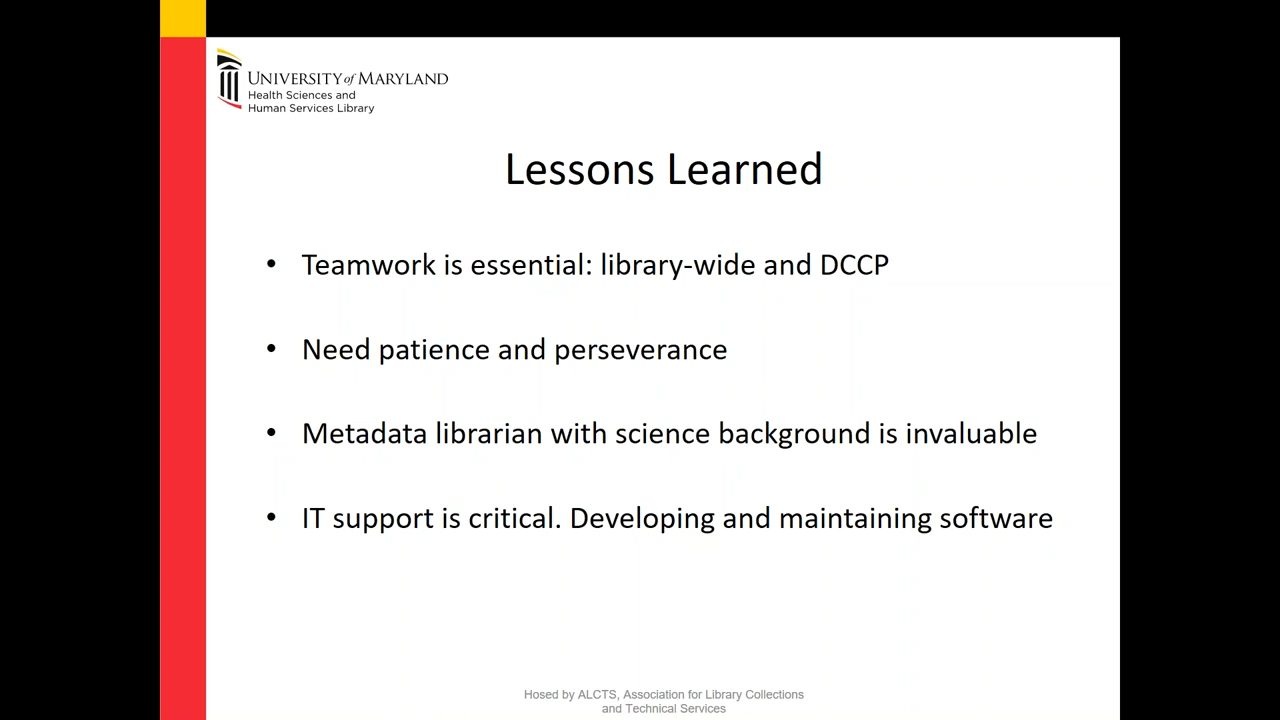 UNIVERSITY of MARYLAND
Health Sciences and
Human Services Library
Lessons Learned
• Teamwork is essential: library-wide and DCCP
• Need patience and perseverance
• Metadata librarian with science background is invaluable
• IT support is critical. Developing and maintaining software
Hosed by ALCTS, Association for Library Collections
and Technical Services